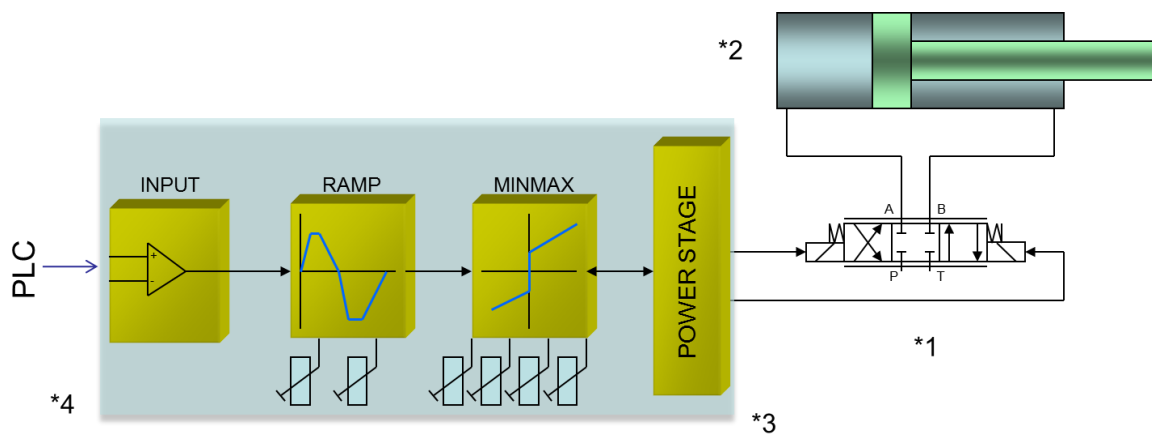 *2
INPUT
RAMP
MINMAX
POWER STAGE
A
B
PLC
+
-
P
T
*1
*4
*3